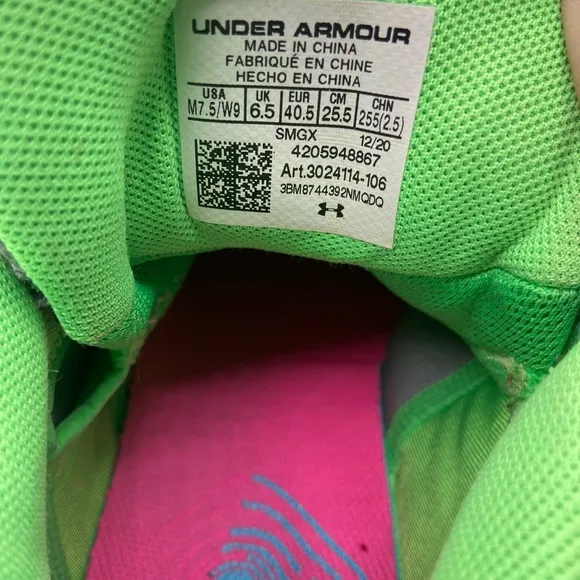 UNDER ARMOUR
MADE IN CHINA
FABRIQUÉ EN CHINE
HECHO EN CHINA
USA UK EUR CM CHN
M7.5/W9 6.5 40.5 25.5 255(2.5)
SMGX 12/20
4205948867
Art.3024114-106
3BM8744392NMQDQ